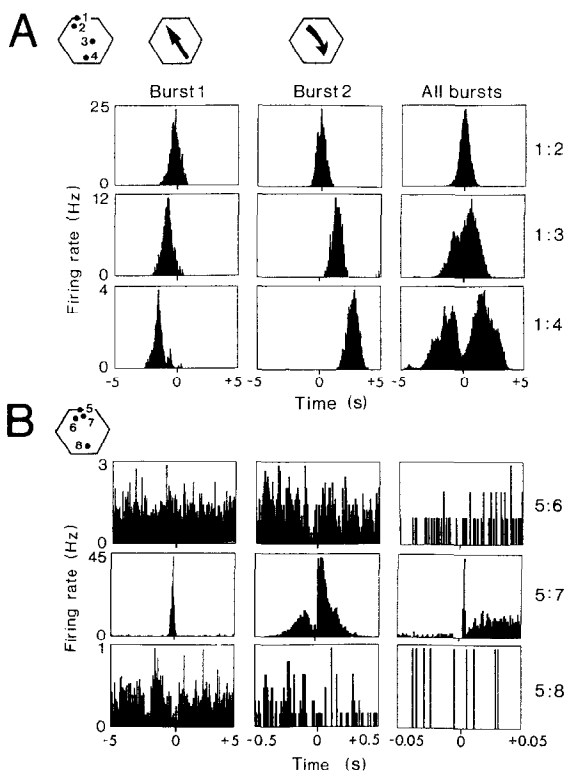 A
1
2
3
4
Burst 1 Burst 2 All bursts
25
0
1:2
12
0
1:3
4
0
1:4
Firing rate (Hz)
-5 0 +5 -5 0 +5 -5 0 +5
Time (s)
B
5
6 7
8
3
0
5:6
45
0
5:7
1
0
5:8
Firing rate (Hz)
-5 0 +5 -0.5 0 +0.5 -0.05 0 +0.05
Time (s)